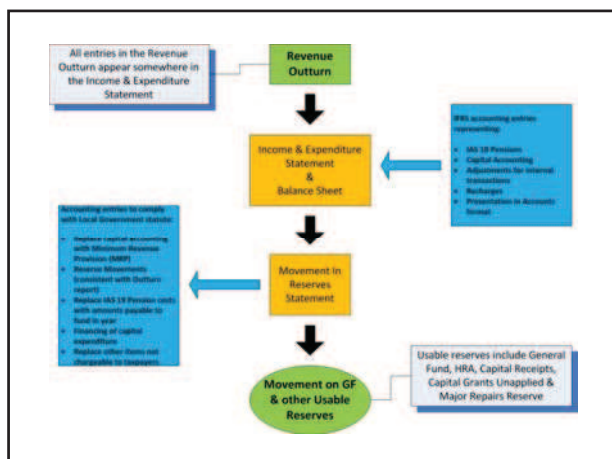 All entries in the Revenue
Outturn appear somewhere in
the Income & Expenditure
Statement
Revenue
Outturn
Income & Expenditure
Statement
&
Balance Sheet
IFRS accounting entries
representing:
• IAS 19 Pensions
• Capital Accounting
• Adjustments for internal
transactions
• Recharges
• Presentation in Accounts
format
Accounting entries to comply
with Local Government statute:
• Replace capital accounting
with Minimum Revenue
Provision (MRP)
• Reserve Movements
(consistent with Outturn
report)
• Replace IAS 19 Pension costs
with amounts payable to
fund in year
• Financing of capital
expenditure
• Replace other items not
chargeable to taxpayers
Movement In
Reserves
Statement
Movement on GF
& other Usable
Reserves
Usable reserves include General
Fund, HRA, Capital Receipts,
Capital Grants Unapplied &
Major Repairs Reserve